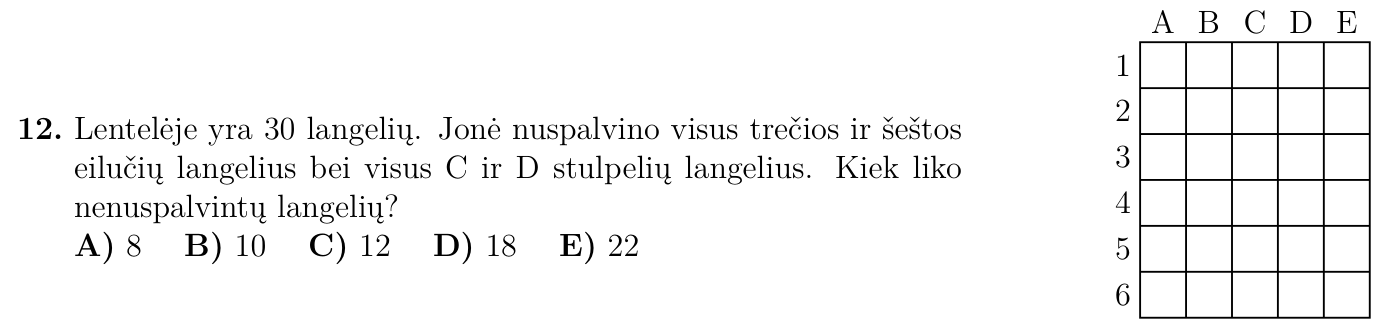 A B C D E
1
2
3
4
5
6
12. Lentelėje yra 30 langelių. Jonė nuspalvino visus trečios ir šeštos
eilučių langelius bei visus C ir D stulpelių langelius. Kiek liko
nenuspalvintų langelių?
A) 8 B) 10 C) 12 D) 18 E) 22